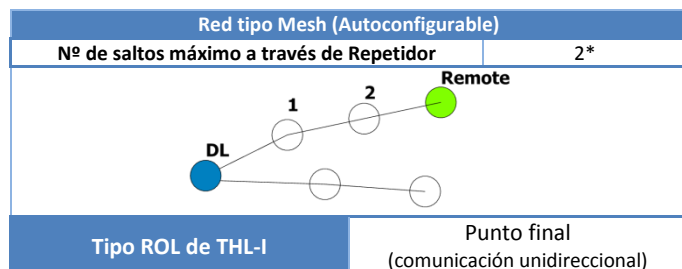 Red tipo Mesh (Autoconfigurable)
Nº de saltos máximo a través de Repetidor 2*
Remote
1 2
DL
Tipo ROL de THL-I
Punto final
(comunicación unidireccional)